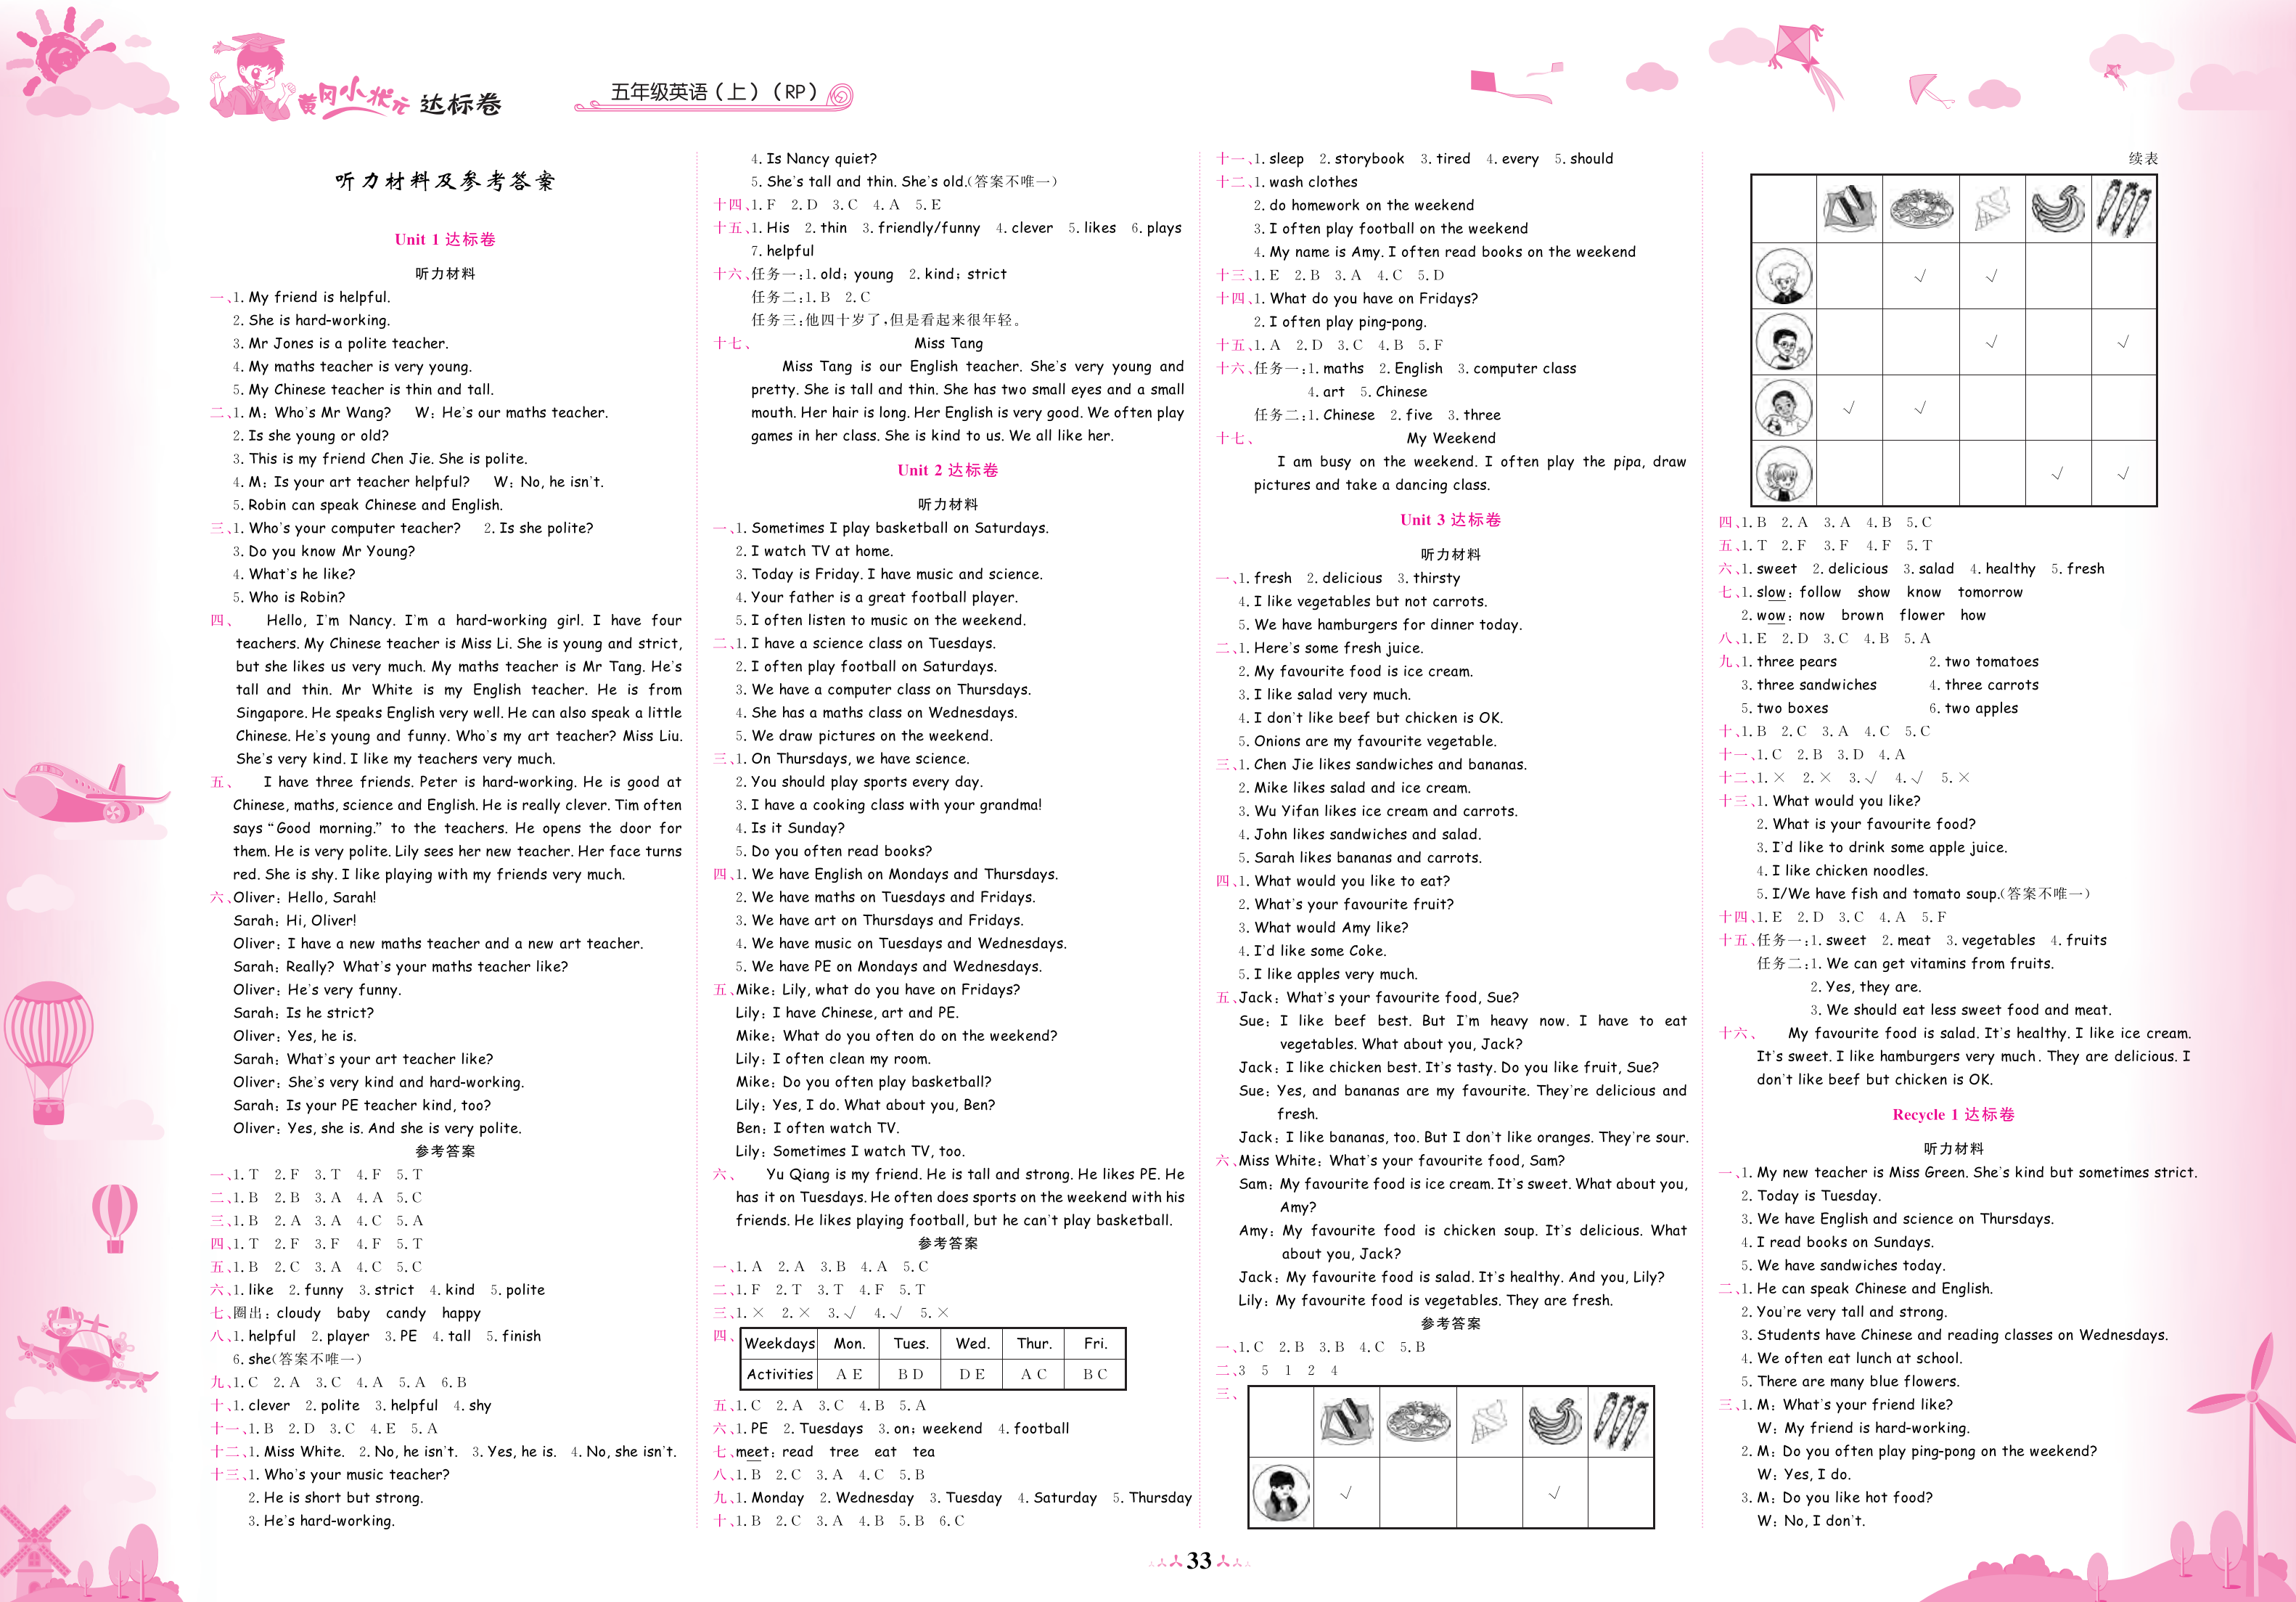 黄冈小状元 达标卷
五年级英语（上）（RP）
听力材料及参考答案
Unit 1 达标卷
听力材料
一、1. My friend is helpful.
2. She is hard-working.
3. Mr Jones is a polite teacher.
4. My maths teacher is very young.
5. My Chinese teacher is thin and tall.
二、1. M: Who's Mr Wang? W: He's our maths teacher.
2. Is she young or old?
3. This is my friend Chen Jie. She is polite.
4. M: Is your art teacher helpful? W: No, he isn't.
5. Robin can speak Chinese and English.
三、1. Who's your computer teacher? 2. Is she polite?
3. Do you know Mr Young?
4. What's he like?
5. Who is Robin?
四、 Hello, I'm Nancy. I'm a hard-working girl. I have four
teachers. My Chinese teacher is Miss Li. She is young and strict,
but she likes us very much. My maths teacher is Mr Tang. He's
tall and thin. Mr White is my English teacher. He is from
Singapore. He speaks English very well. He can also speak a little
Chinese. He's young and funny. Who's my art teacher? Miss Liu.
She's very kind. I like my teachers very much.
五、 I have three friends. Peter is hard-working. He is good at
Chinese, maths, science and English. He is really clever. Tim often
says "Good morning." to the teachers. He opens the door for
them. He is very polite. Lily sees her new teacher. Her face turns
red. She is shy. I like playing with my friends very much.
六、Oliver: Hello, Sarah!
Sarah: Hi, Oliver!
Oliver: I have a new maths teacher and a new art teacher.
Sarah: Really? What's your maths teacher like?
Oliver: He's very funny.
Sarah: Is he strict?
Oliver: Yes, he is.
Sarah: What's your art teacher like?
Oliver: She's very kind and hard-working.
Sarah: Is your PE teacher kind, too?
Oliver: Yes, she is. And she is very polite.
参考答案
一、1. T 2. F 3. T 4. F 5. T
二、1. B 2. B 3. A 4. A 5. C
三、1. B 2. A 3. A 4. C 5. A
四、1. T 2. F 3. F 4. F 5. T
五、1. B 2. C 3. A 4. C 5. C
六、1. like 2. funny 3. strict 4. kind 5. polite
七、圈出: cloudy baby candy happy
八、1. helpful 2. player 3. PE 4. tall 5. finish
6. she(答案不唯一)
九、1. C 2. A 3. C 4. A 5. A 6. B
十、1. clever 2. polite 3. helpful 4. shy
十一、1. B 2. D 3. C 4. E 5. A
十二、1. Miss White. 2. No, he isn't. 3. Yes, he is. 4. No, she isn't.
十三、1. Who's your music teacher?
2. He is short but strong.
3. He's hard-working.
4. Is Nancy quiet?
5. She's tall and thin. She's old.(答案不唯一)
十四、1. F 2. D 3. C 4. A 5. E
十五、1. His 2. thin 3. friendly/funny 4. clever 5. likes 6. plays
7. helpful
十六、任务一:1. old; young 2. kind; strict
任务二:1. B 2. C
任务三:他四十岁了,但是看起来很年轻。
十七、 Miss Tang
Miss Tang is our English teacher. She's very young and
pretty. She is tall and thin. She has two small eyes and a small
mouth. Her hair is long. Her English is very good. We often play
games in her class. She is kind to us. We all like her.
Unit 2 达标卷
听力材料
一、1. Sometimes I play basketball on Saturdays.
2. I watch TV at home.
3. Today is Friday. I have music and science.
4. Your father is a great football player.
5. I often listen to music on the weekend.
二、1. I have a science class on Tuesdays.
2. I often play football on Saturdays.
3. We have a computer class on Thursdays.
4. She has a maths class on Wednesdays.
5. We draw pictures on the weekend.
三、1. On Thursdays, we have science.
2. You should play sports every day.
3. I have a cooking class with your grandma!
4. Is it Sunday?
5. Do you often read books?
四、1. We have English on Mondays and Thursdays.
2. We have maths on Tuesdays and Fridays.
3. We have art on Thursdays and Fridays.
4. We have music on Tuesdays and Wednesdays.
5. We have PE on Mondays and Wednesdays.
五、Mike: Lily, what do you have on Fridays?
Lily: I have Chinese, art and PE.
Mike: What do you often do on the weekend?
Lily: I often clean my room.
Mike: Do you often play basketball?
Lily: Yes, I do. What about you, Ben?
Ben: I often watch TV.
Lily: Sometimes I watch TV, too.
六、 Yu Qiang is my friend. He is tall and strong. He likes PE. He
has it on Tuesdays. He often does sports on the weekend with his
friends. He likes playing football, but he can't play basketball.
参考答案
一、1. A 2. A 3. B 4. A 5. C
二、1. F 2. T 3. T 4. F 5. T
三、1. × 2. × 3. √ 4. √ 5. ×
四、 Weekdays Mon. Tues. Wed. Thur. Fri.
Activities A E B D D E A C B C
五、1. C 2. A 3. C 4. B 5. A
六、1. PE 2. Tuesdays 3. on; weekend 4. football
七、meet: read tree eat tea
八、1. B 2. C 3. A 4. C 5. B
九、1. Monday 2. Wednesday 3. Tuesday 4. Saturday 5. Thursday
十、1. B 2. C 3. A 4. B 5. B 6. C
十一、1. sleep 2. storybook 3. tired 4. every 5. should
十二、1. wash clothes
2. do homework on the weekend
3. I often play football on the weekend
4. My name is Amy. I often read books on the weekend
十三、1. E 2. B 3. A 4. C 5. D
十四、1. What do you have on Fridays?
2. I often play ping-pong.
十五、1. A 2. D 3. C 4. B 5. F
十六、任务一:1. maths 2. English 3. computer class
4. art 5. Chinese
任务二:1. Chinese 2. five 3. three
十七、 My Weekend
I am busy on the weekend. I often play the pipa, draw
pictures and take a dancing class.
Unit 3 达标卷
听力材料
一、1. fresh 2. delicious 3. thirsty
4. I like vegetables but not carrots.
5. We have hamburgers for dinner today.
二、1. Here's some fresh juice.
2. My favourite food is ice cream.
3. I like salad very much.
4. I don't like beef but chicken is OK.
5. Onions are my favourite vegetable.
三、1. Chen Jie likes sandwiches and bananas.
2. Mike likes salad and ice cream.
3. Wu Yifan likes ice cream and carrots.
4. John likes sandwiches and salad.
5. Sarah likes bananas and carrots.
四、1. What would you like to eat?
2. What's your favourite fruit?
3. What would Amy like?
4. I'd like some Coke.
5. I like apples very much.
五、Jack: What's your favourite food, Sue?
Sue: I like beef best. But I'm heavy now. I have to eat
vegetables. What about you, Jack?
Jack: I like chicken best. It's tasty. Do you like fruit, Sue?
Sue: Yes, and bananas are my favourite. They're delicious and
fresh.
Jack: I like bananas, too. But I don't like oranges. They're sour.
六、Miss White: What's your favourite food, Sam?
Sam: My favourite food is ice cream. It's sweet. What about you,
Amy?
Amy: My favourite food is chicken soup. It's delicious. What
about you, Jack?
Jack: My favourite food is salad. It's healthy. And you, Lily?
Lily: My favourite food is vegetables. They are fresh.
参考答案
一、1. C 2. B 3. B 4. C 5. B
二、3 5 1 2 4
三、
√ √
续表
√ √
√ √
√ √
√ √
四、1. B 2. A 3. A 4. B 5. C
五、1. T 2. F 3. F 4. F 5. T
六、1. sweet 2. delicious 3. salad 4. healthy 5. fresh
七、1. slow: follow show know tomorrow
2. wow: now brown flower how
八、1. E 2. D 3. C 4. B 5. A
九、1. three pears 2. two tomatoes
3. three sandwiches 4. three carrots
5. two boxes 6. two apples
十、1. B 2. C 3. A 4. C 5. C
十一、1. C 2. B 3. D 4. A
十二、1. × 2. × 3. √ 4. √ 5. ×
十三、1. What would you like?
2. What is your favourite food?
3. I'd like to drink some apple juice.
4. I like chicken noodles.
5. I/We have fish and tomato soup.(答案不唯一)
十四、1. E 2. D 3. C 4. A 5. F
十五、任务一:1. sweet 2. meat 3. vegetables 4. fruits
任务二:1. We can get vitamins from fruits.
2. Yes, they are.
3. We should eat less sweet food and meat.
十六、 My favourite food is salad. It's healthy. I like ice cream.
It's sweet. I like hamburgers very much. They are delicious. I
don't like beef but chicken is OK.
Recycle 1 达标卷
听力材料
一、1. My new teacher is Miss Green. She's kind but sometimes strict.
2. Today is Tuesday.
3. We have English and science on Thursdays.
4. I read books on Sundays.
5. We have sandwiches today.
二、1. He can speak Chinese and English.
2. You're very tall and strong.
3. Students have Chinese and reading classes on Wednesdays.
4. We often eat lunch at school.
5. There are many blue flowers.
三、1. M: What's your friend like?
W: My friend is hard-working.
2. M: Do you often play ping-pong on the weekend?
W: Yes, I do.
3. M: Do you like hot food?
W: No, I don't.
33